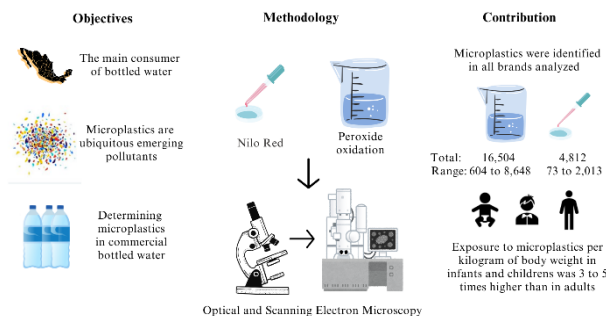 Objectives
The main consumer
of bottled water
Microplastics are
ubiquitous emerging
pollutants
Determining
microplastics
in commercial
bottled water
Methodology
Nilo Red
Peroxide
oxidation
Optical and Scanning Electron Microscopy
Contribution
Microplastics were identified
in all brands analyzed
Total: 16,504 4,812
Range: 604 to 8,648 73 to 2,013
Exposure to microplastics per
kilogram of body weight in
infants and childrens was 3 to 5
times higher than in adults